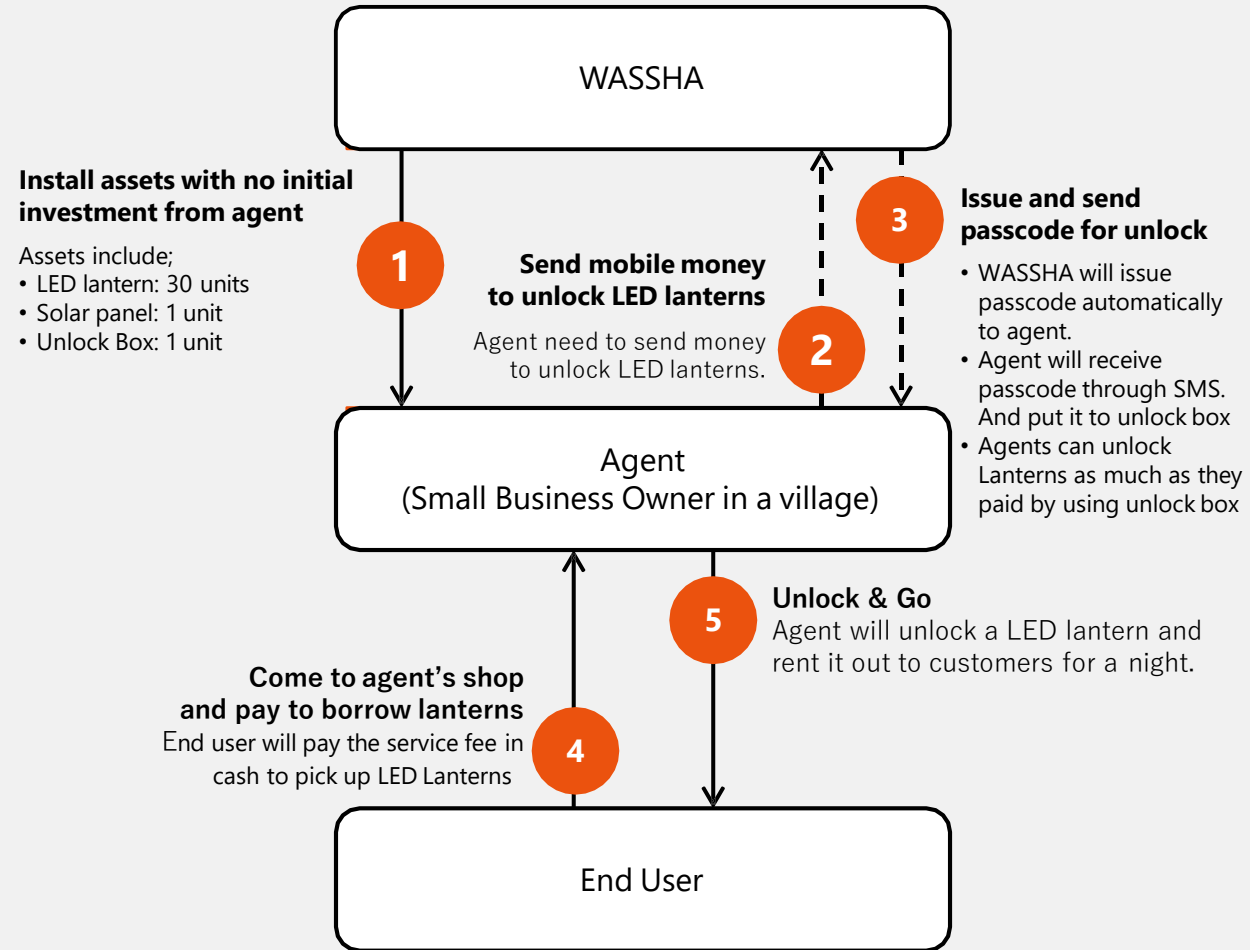 WASSHA
Install assets with no initial
investment from agent
Assets include;
• LED lantern: 30 units
• Solar panel: 1 unit
• Unlock Box: 1 unit
1
Send mobile money
to unlock LED lanterns
Agent need to send money
to unlock LED lanterns.
2
3
Issue and send
passcode for unlock
• WASSHA will issue
passcode automatically
to agent.
• Agent will receive
passcode through SMS.
And put it to unlock box
• Agents can unlock
Lanterns as much as they
paid by using unlock box
Agent
(Small Business Owner in a village)
Come to agent’s shop
and pay to borrow lanterns
End user will pay the service fee in
cash to pick up LED Lanterns
4
5
Unlock & Go
Agent will unlock a LED lantern and
rent it out to customers for a night.
End User